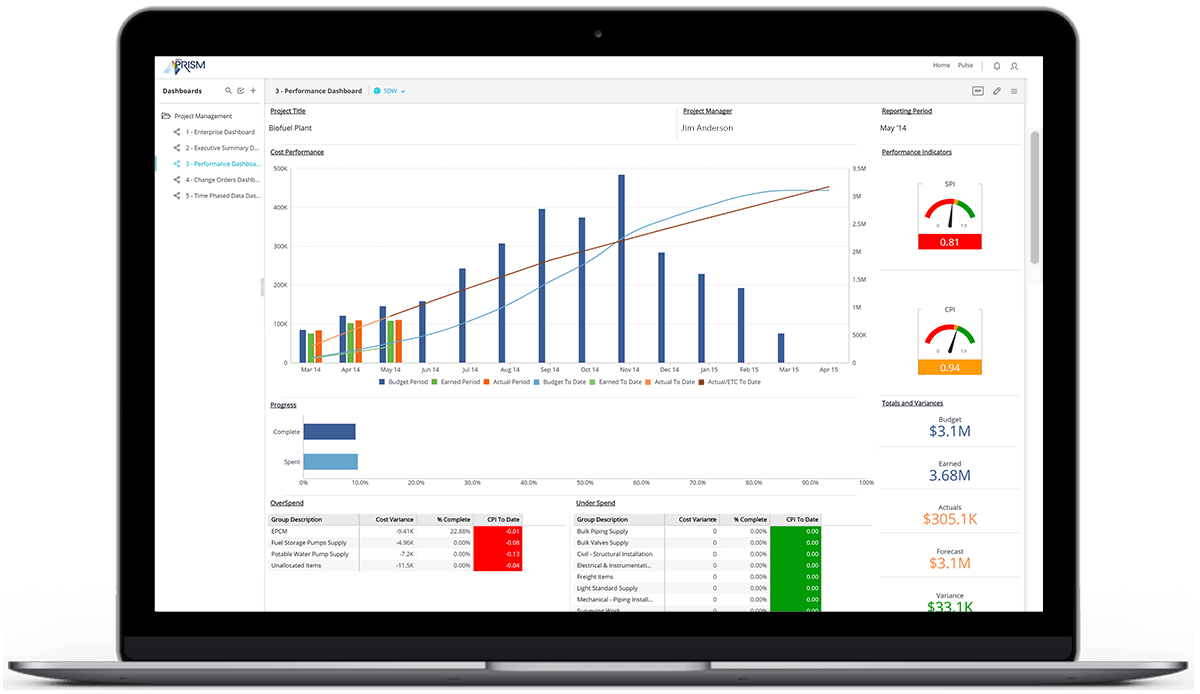 PRISM
Home Pulse
Dashboards
3 - Performance Dashboard SDW
PDF
Project Management
1 - Enterprise Dashboard
2 - Executive Summary D...
3 - Performance Dashboa...
4 - Change Orders Dashb...
5 - Time Phased Data Das...
Project Title
Biofuel Plant
Project Manager
Jim Anderson
Reporting Period
May '14
Cost Performance
500K
400K
300K
200K
100K
0
3.5M
3M
2.5M
2M
1.5M
1M
500K
0
Mar 14 Apr 14 May 14 Jun 14 Jul 14 Aug 14 Sep 14 Oct 14 Nov 14 Dec 14 Jan 15 Feb 15 Mar 15 Apr 15
Budget Period Earned Period Actual Period Budget To Date Earned To Date Actual To Date Actual/ETC To Date
Performance Indicators
SPI
0 1.5
0.81
CPI
0 1.5
0.94
Progress
Complete
Spent
0% 10.0% 20.0% 30.0% 40.0% 50.0% 60.0% 70.0% 80.0% 90.0% 100%
Totals and Variances
Budget
$3.1M
Earned
3.68M
Actuals
$305.1K
Forecast
$3.1M
Variance
$33.1K
OverSpend
Group Description Cost Variance % Complete CPI To Date
EPCM -9.41K 22.88% -0.01
Fuel Storage Pumps Supply -4.96K 0.00% -0.08
Potable Water Pump Supply -7.2K 0.00% -0.13
Unallocated Items -11.5K 0.00% -0.04
Under Spend
Group Description Cost Variance % Complete CPI To Date
Bulk Piping Supply 0 0.00% 0.00
Bulk Valves Supply 0 0.00% 0.00
Civil - Structural Installation 0 0.00% 0.00
Electrical & Instrumentati... 0 0.00% 0.00
Freight Items 0 0.00% 0.00
Light Standard Supply 0 0.00% 0.00
Mechanical - Piping Install... 0 0.00% 0.00
Surveying Work 0 0.00% 0.00